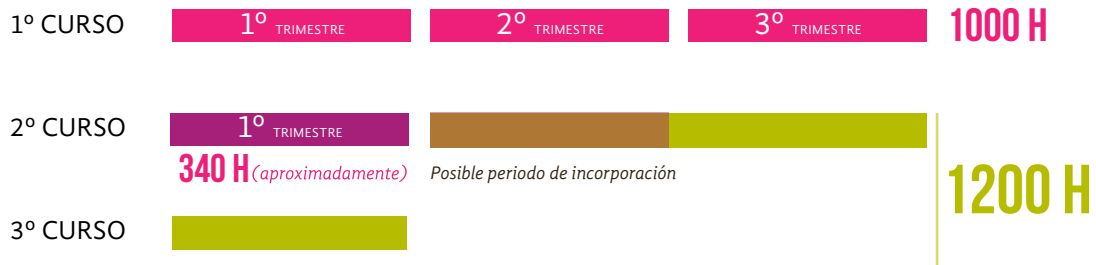 1º CURSO 1º TRIMESTRE 2º TRIMESTRE 3º TRIMESTRE 1000 H
2º CURSO 1º TRIMESTRE
340 H (aproximadamente) Posible periodo de incorporación
1200 H
3º CURSO